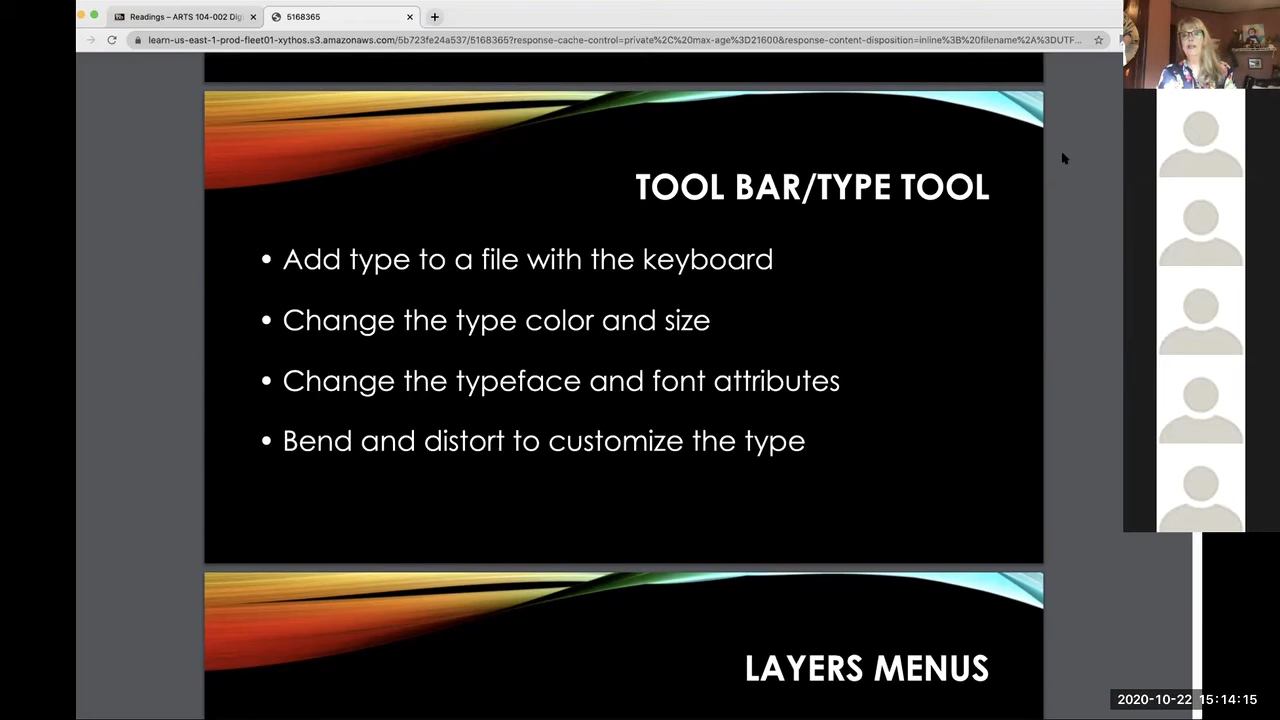 Readings – ARTS 104-002 Dig
5168365
learn-us-east-1-prod-fleet01-xythos.s3.amazonaws.com/5b723fe24a537/5168365?response-cache-control=private%2C%20max-age%3D21600&response-content-disposition=inline%3B%20filename%2A%3DUTF...
TOOL BAR/TYPE TOOL
• Add type to a file with the keyboard
• Change the type color and size
• Change the typeface and font attributes
• Bend and distort to customize the type
LAYERS MENUS
2020-10-22 15:14:15